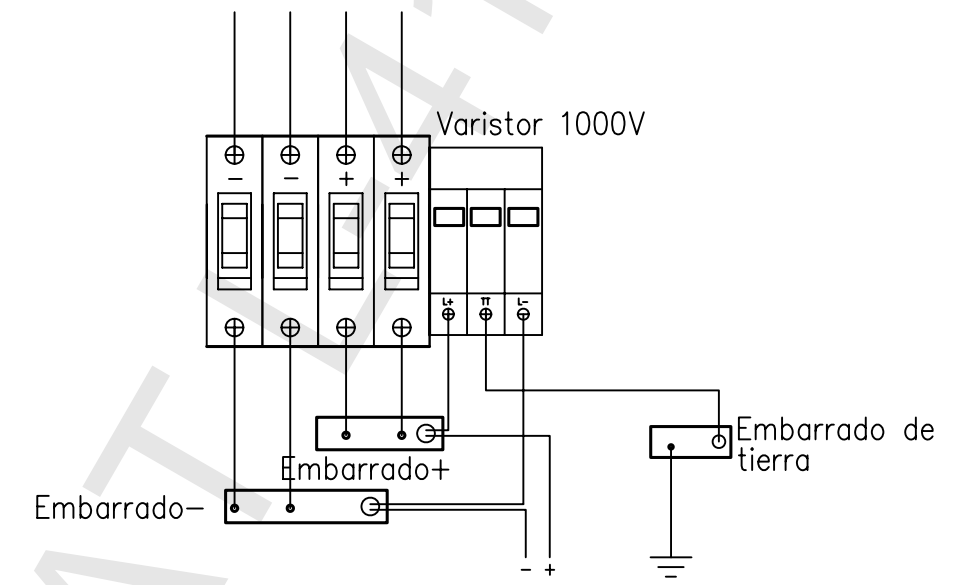 Varistor 1000V
- - + +
L+ TT L-
Embarrado+
Embarrado-
Embarrado de
tierra
- +